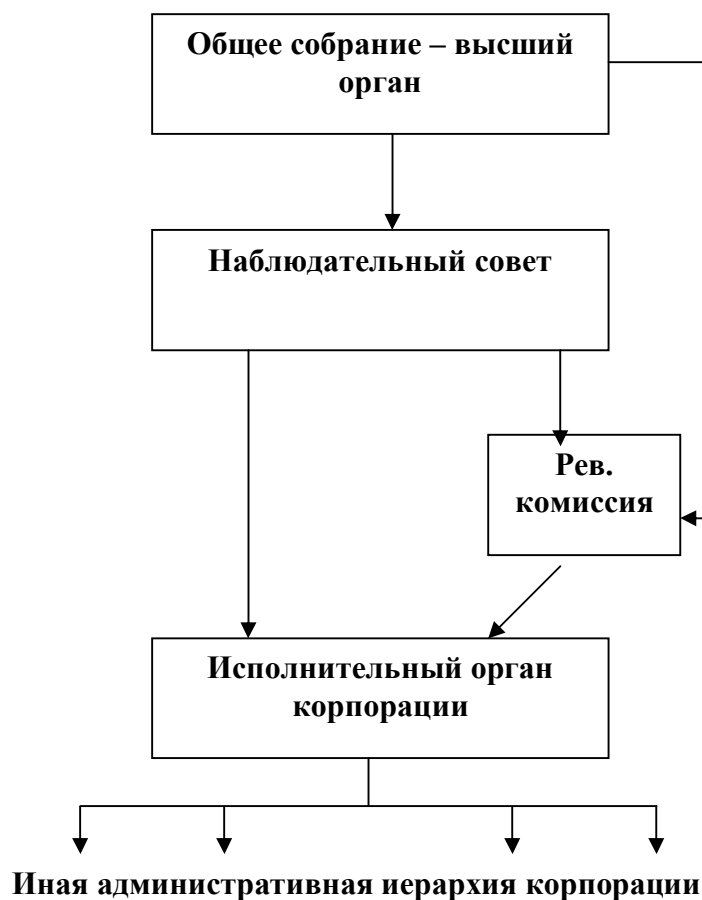 Общее собрание – высший
орган
Наблюдательный совет
Рев.
комиссия
Исполнительный орган
корпорации
Иная административная иерархия корпорации